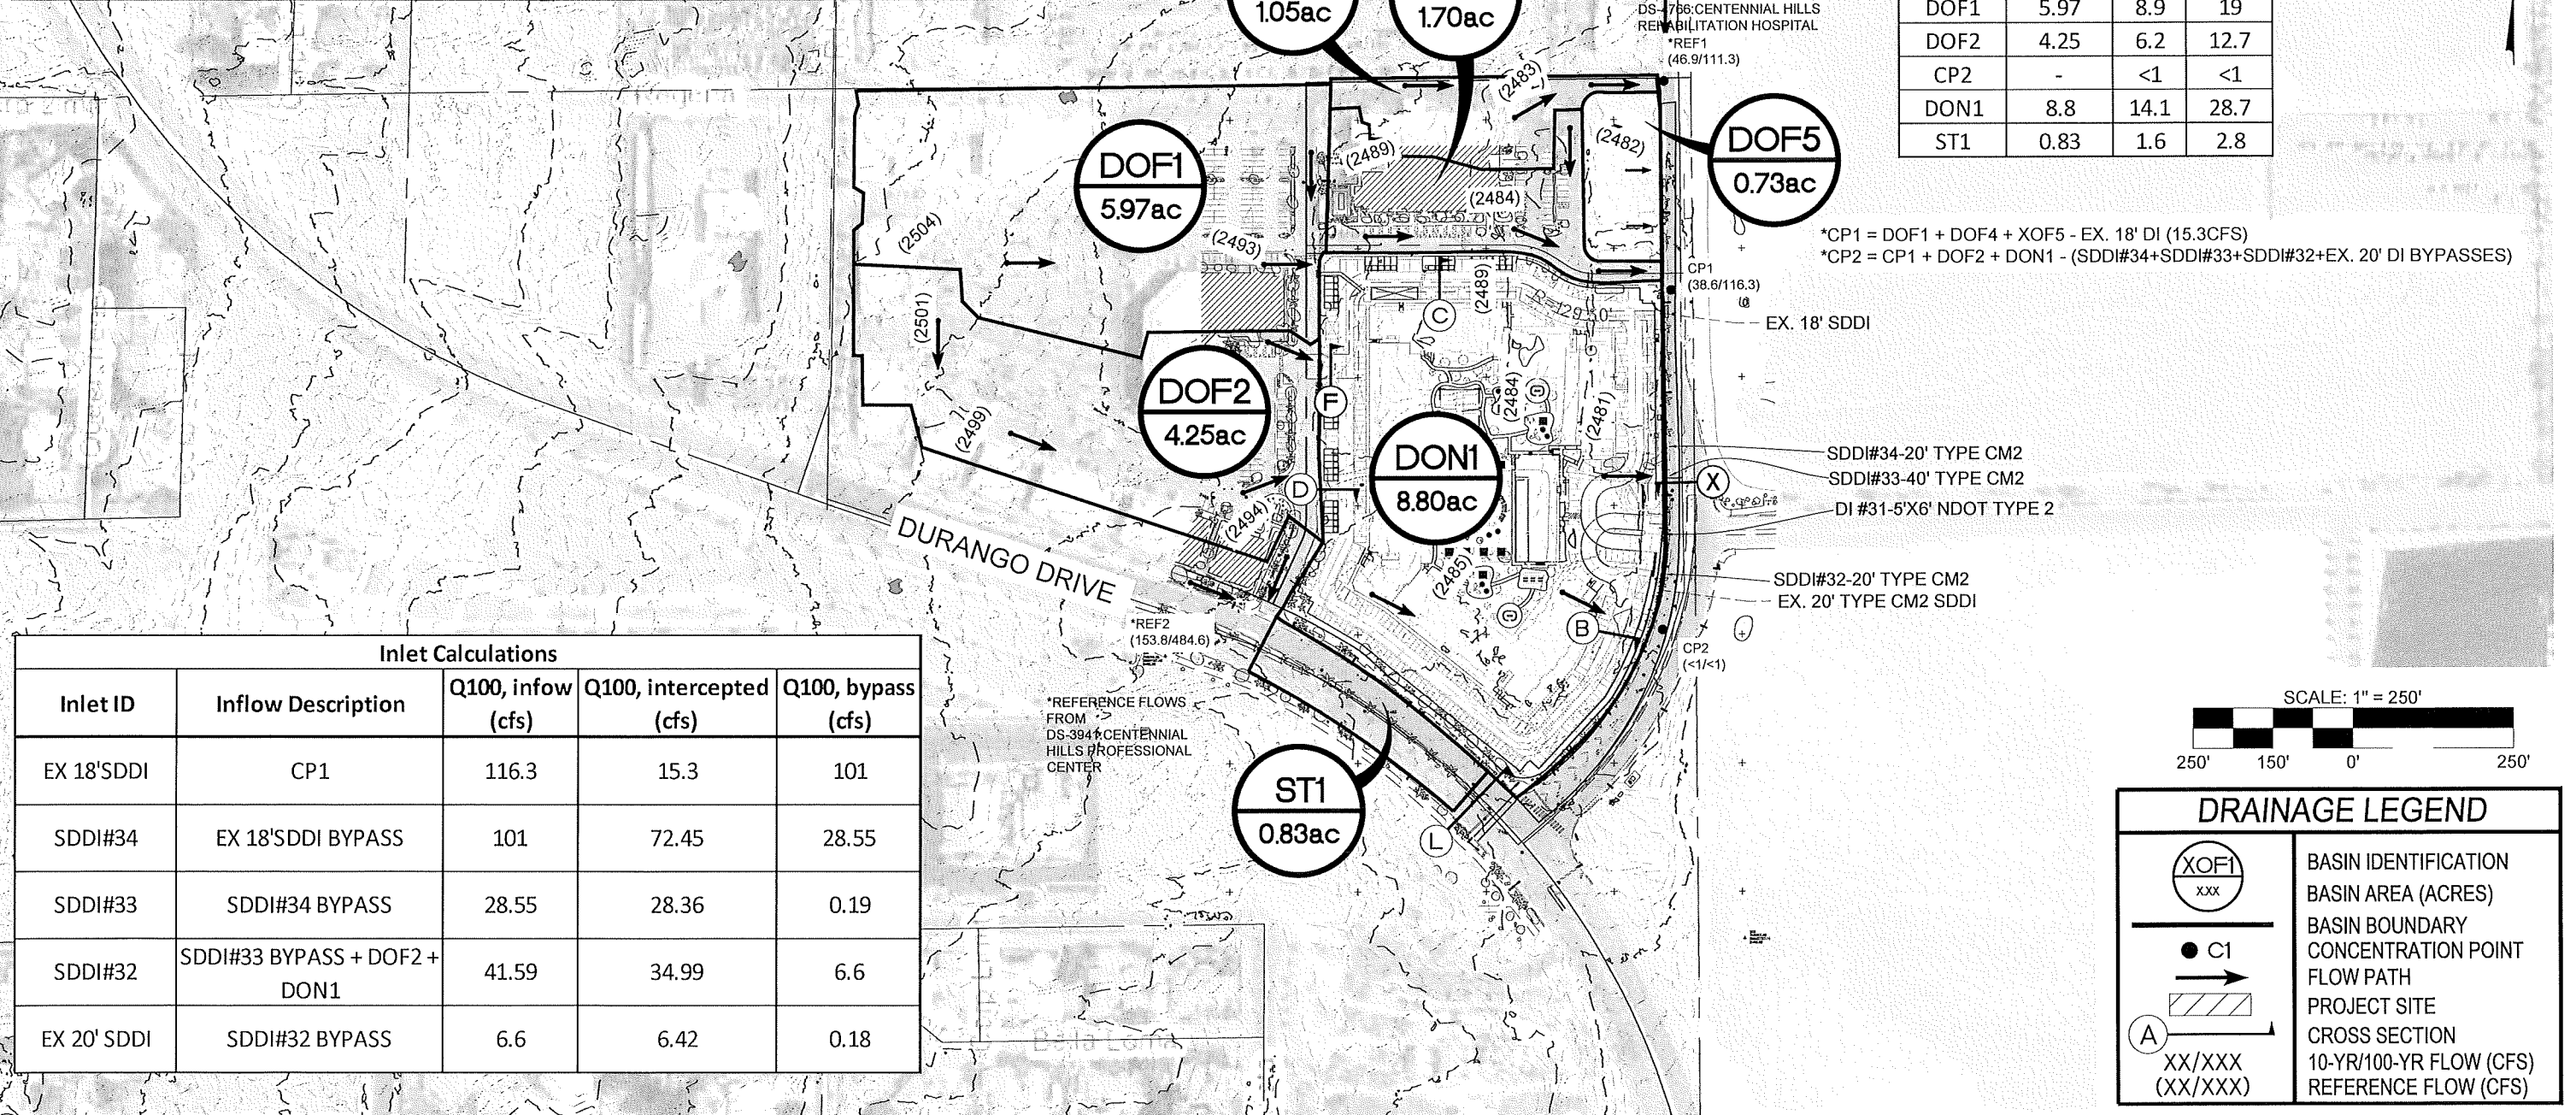 1.05ac
1.70ac
DS-4766:CENTENNIAL HILLS
REHABILITATION HOSPITAL
*REF1
(46.9/111.3)
DOF1 5.97 8.9 19
DOF2 4.25 6.2 12.7
CP2 - <1 <1
DON1 8.8 14.1 28.7
ST1 0.83 1.6 2.8
DOF1
5.97ac
DOF5
0.73ac
(2483)
(2482)
(2489)
(2484)
(2504)
(2493)
(2501)
(2499)
(2494)
(2489)
(2484)
(2481)
(2485)
*CP1 = DOF1 + DOF4 + XOF5 - EX. 18' DI (15.3CFS)
*CP2 = CP1 + DOF2 + DON1 - (SDDI#34+SDDI#33+SDDI#32+EX. 20' DI BYPASSES)
CP1
(38.6/116.3)
EX. 18' SDDI
C
F
D
X
B
L
DOF2
4.25ac
DON1
8.80ac
SDDI#34-20' TYPE CM2
SDDI#33-40' TYPE CM2
DI #31-5'X6' NDOT TYPE 2
SDDI#32-20' TYPE CM2
EX. 20' TYPE CM2 SDDI
DURANGO DRIVE
*REF2
(153.8/484.6)
CP2
(<1/<1)
*REFERENCE FLOWS
FROM
DS-3941:CENTENNIAL
HILLS PROFESSIONAL
CENTER
ST1
0.83ac
Inlet Calculations
Inlet ID Inflow Description Q100, infow (cfs) Q100, intercepted (cfs) Q100, bypass (cfs)
EX 18'SDDI CP1 116.3 15.3 101
SDDI#34 EX 18'SDDI BYPASS 101 72.45 28.55
SDDI#33 SDDI#34 BYPASS 28.55 28.36 0.19
SDDI#32 SDDI#33 BYPASS + DOF2 + DON1 41.59 34.99 6.6
EX 20' SDDI SDDI#32 BYPASS 6.6 6.42 0.18
Bella Loma
SCALE: 1" = 250'
250' 150' 0' 250'
DRAINAGE LEGEND
XOF1 BASIN IDENTIFICATION
X.XX BASIN AREA (ACRES)
BASIN BOUNDARY
C1 CONCENTRATION POINT
FLOW PATH
PROJECT SITE
A CROSS SECTION
XX/XXX 10-YR/100-YR FLOW (CFS)
(XX/XXX) REFERENCE FLOW (CFS)